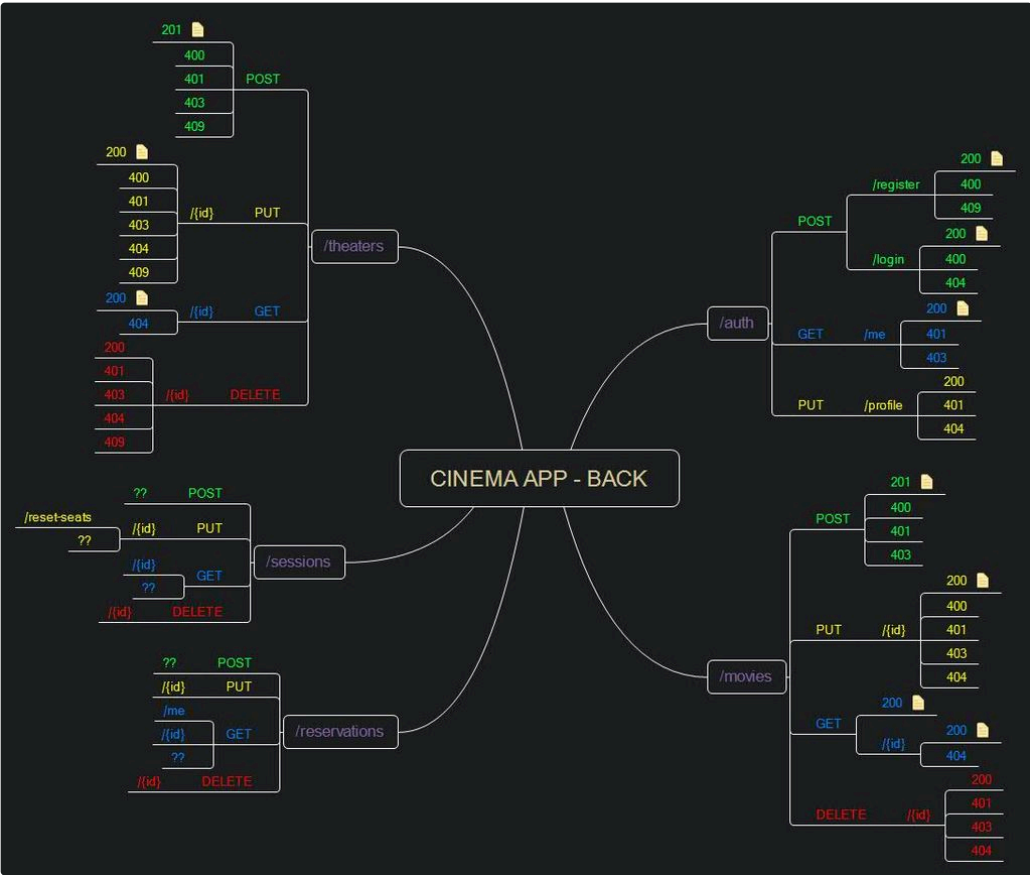 CINEMA APP - BACK
/theaters
POST
201
400
401
403
409
PUT
/{id}
200
400
401
403
404
409
GET
/{id}
200
404
DELETE
/{id}
200
401
403
404
409
/sessions
POST
??
PUT
/{id}
/reset-seats
??
GET
/{id}
??
DELETE
/{id}
/reservations
POST
??
PUT
/{id}
GET
/me
/{id}
??
DELETE
/{id}
/auth
POST
/register
200
400
409
/login
200
400
404
GET
/me
200
401
403
PUT
/profile
200
401
404
/movies
POST
201
400
401
403
PUT
/{id}
200
400
401
403
404
GET
200
/{id}
200
404
DELETE
/{id}
200
401
403
404